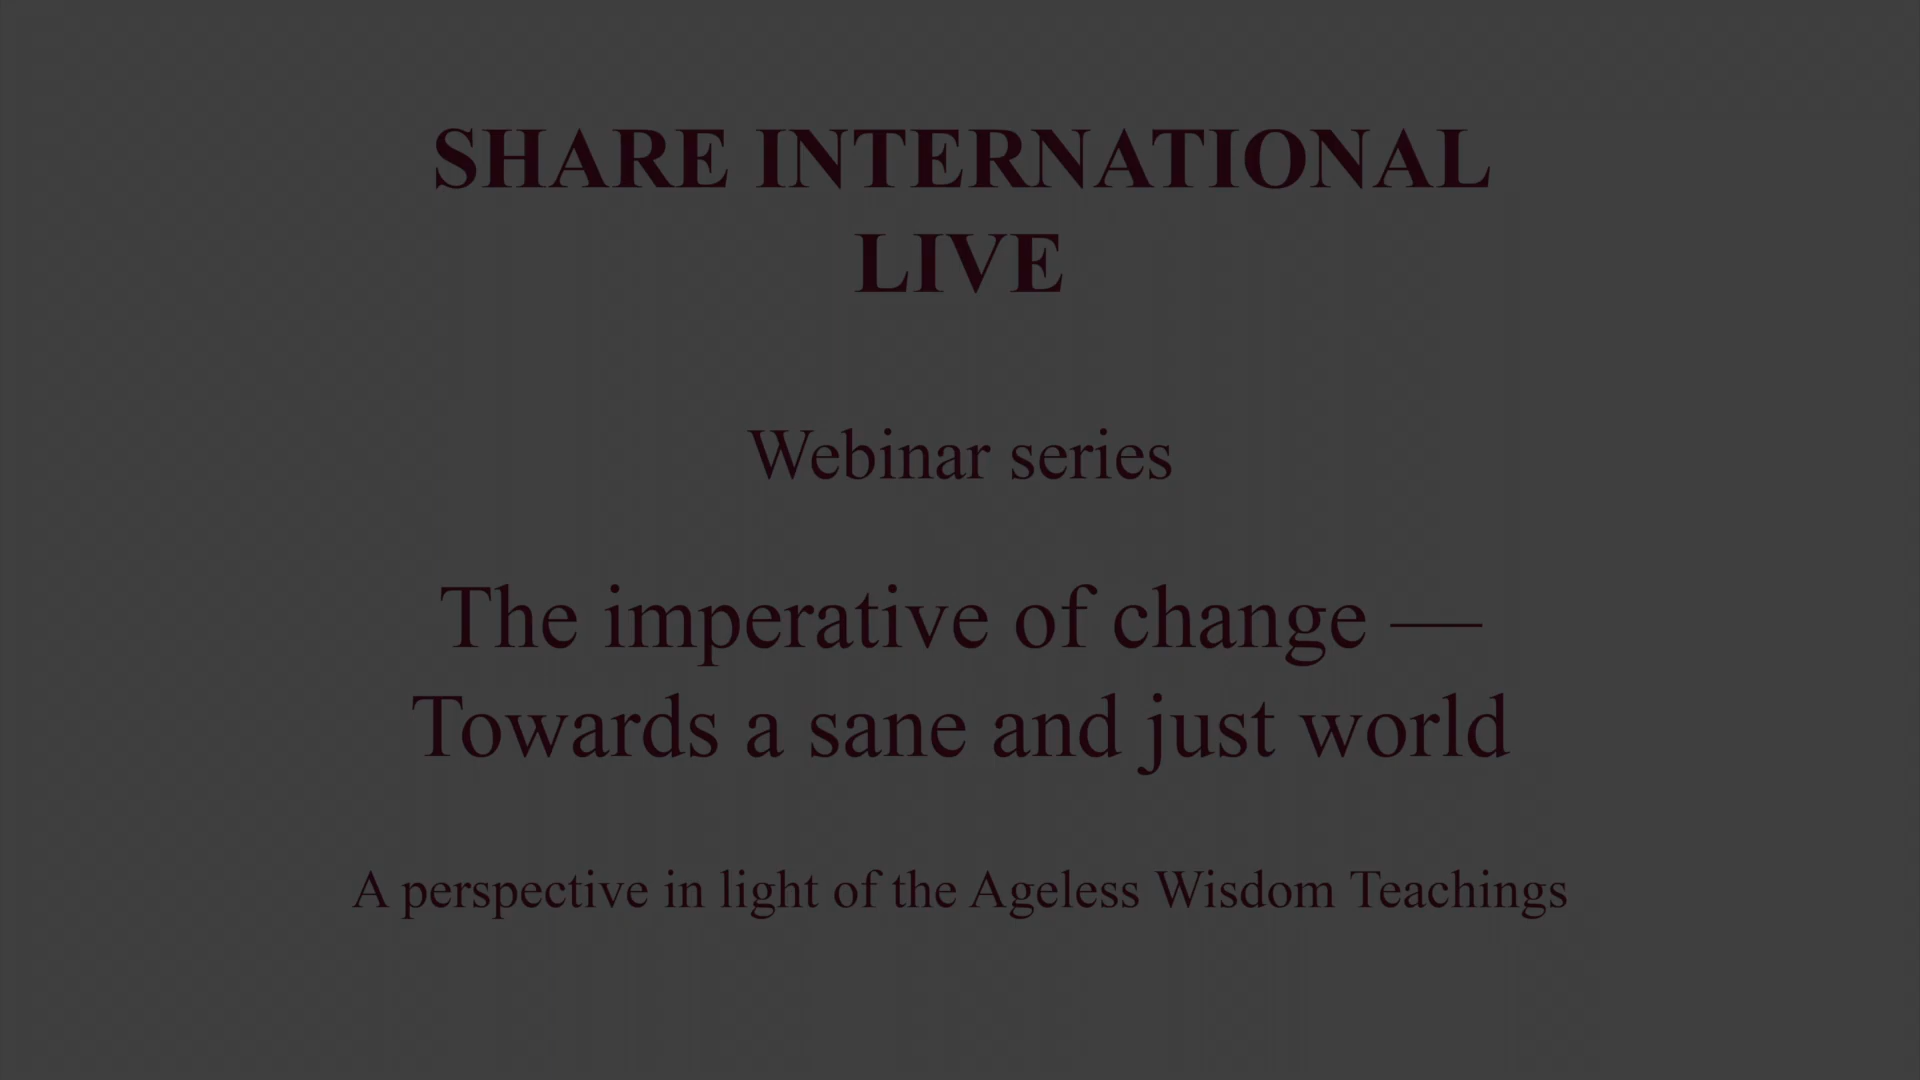 SHARE INTERNATIONAL
LIVE
Webinar series
The imperative of change —
Towards a sane and just world
A perspective in light of the Ageless Wisdom Teachings